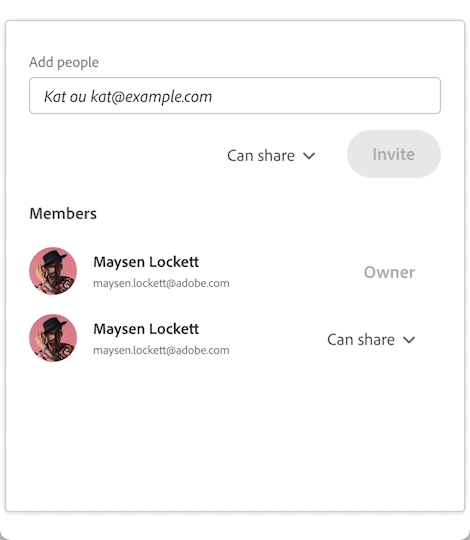 Add people
Kat ou kat@example.com
Can share
Invite
Members
Maysen Lockett
maysen.lockett@adobe.com
Owner
Maysen Lockett
maysen.lockett@adobe.com
Can share